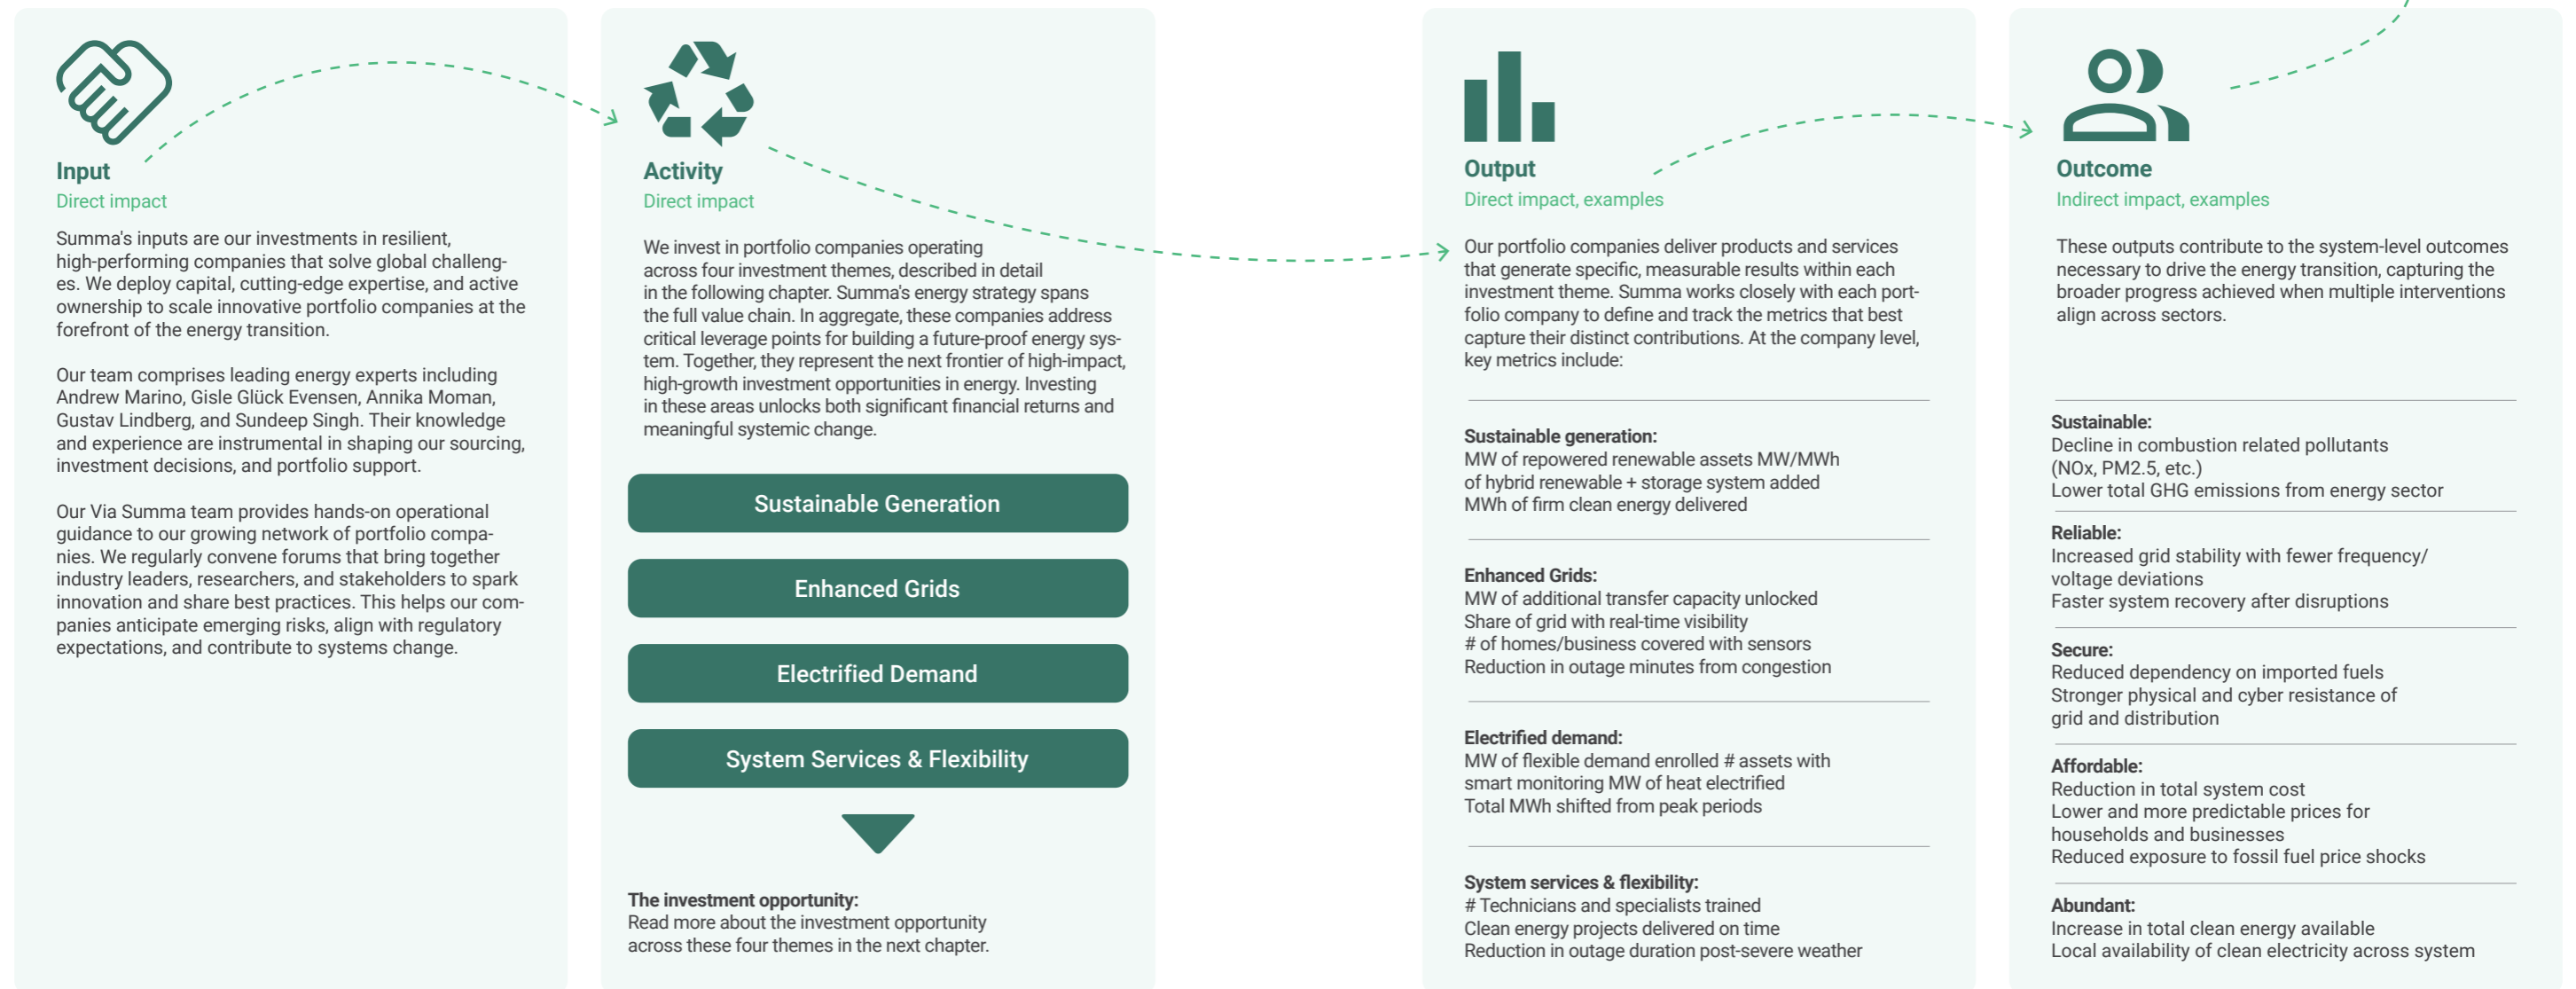 Input
Direct impact
Summa's inputs are our investments in resilient,
high-performing companies that solve global challeng-
es. We deploy capital, cutting-edge expertise, and active
ownership to scale innovative portfolio companies at the
forefront of the energy transition.
Our team comprises leading energy experts including
Andrew Marino, Gisle Glück Evensen, Annika Moman,
Gustav Lindberg, and Sundeep Singh. Their knowledge
and experience are instrumental in shaping our sourcing,
investment decisions, and portfolio support.
Our Via Summa team provides hands-on operational
guidance to our growing network of portfolio compa-
nies. We regularly convene forums that bring together
industry leaders, researchers, and stakeholders to spark
innovation and share best practices. This helps our com-
panies anticipate emerging risks, align with regulatory
expectations, and contribute to systems change.
Activity
Direct impact
We invest in portfolio companies operating
across four investment themes, described in detail
in the following chapter. Summa's energy strategy spans
the full value chain. In aggregate, these companies address
critical leverage points for building a future-proof energy sys-
tem. Together, they represent the next frontier of high-impact,
high-growth investment opportunities in energy. Investing
in these areas unlocks both significant financial returns and
meaningful systemic change.
Sustainable Generation
Enhanced Grids
Electrified Demand
System Services & Flexibility
The investment opportunity:
Read more about the investment opportunity
across these four themes in the next chapter.
Output
Direct impact, examples
Our portfolio companies deliver products and services
that generate specific, measurable results within each
investment theme. Summa works closely with each port-
folio company to define and track the metrics that best
capture their distinct contributions. At the company level,
key metrics include:
Sustainable generation:
MW of repowered renewable assets MW/MWh
of hybrid renewable + storage system added
MWh of firm clean energy delivered
Enhanced Grids:
MW of additional transfer capacity unlocked
Share of grid with real-time visibility
# of homes/business covered with sensors
Reduction in outage minutes from congestion
Electrified demand:
MW of flexible demand enrolled # assets with
smart monitoring MW of heat electrified
Total MWh shifted from peak periods
System services & flexibility:
# Technicians and specialists trained
Clean energy projects delivered on time
Reduction in outage duration post-severe weather
Outcome
Indirect impact, examples
These outputs contribute to the system-level outcomes
necessary to drive the energy transition, capturing the
broader progress achieved when multiple interventions
align across sectors.
Sustainable:
Decline in combustion related pollutants
(NOx, PM2.5, etc.)
Lower total GHG emissions from energy sector
Reliable:
Increased grid stability with fewer frequency/
voltage deviations
Faster system recovery after disruptions
Secure:
Reduced dependency on imported fuels
Stronger physical and cyber resistance of
grid and distribution
Affordable:
Reduction in total system cost
Lower and more predictable prices for
households and businesses
Reduced exposure to fossil fuel price shocks
Abundant:
Increase in total clean energy available
Local availability of clean electricity across system